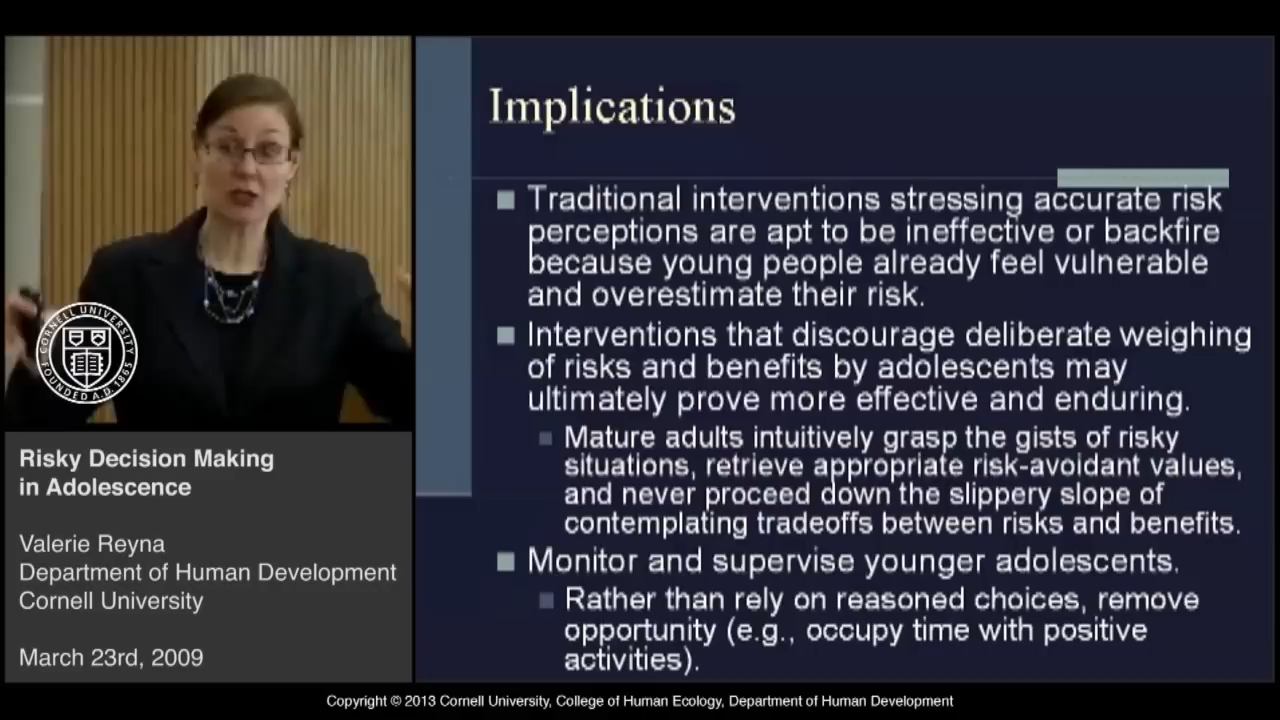 Implications
Traditional interventions stressing accurate risk
perceptions are apt to be ineffective or backfire
because young people already feel vulnerable
and overestimate their risk.
Interventions that discourage deliberate weighing
of risks and benefits by adolescents may
ultimately prove more effective and enduring.
Mature adults intuitively grasp the gists of risky
situations, retrieve appropriate risk-avoidant values,
and never proceed down the slippery slope of
contemplating tradeoffs between risks and benefits.
Monitor and supervise younger adolescents.
Rather than rely on reasoned choices, remove
opportunity (e.g., occupy time with positive
activities).
CORNELL UNIVERSITY
FOUNDED A.D. 1865
Risky Decision Making
in Adolescence
Valerie Reyna
Department of Human Development
Cornell University
March 23rd, 2009
Copyright © 2013 Cornell University, College of Human Ecology, Department of Human Development